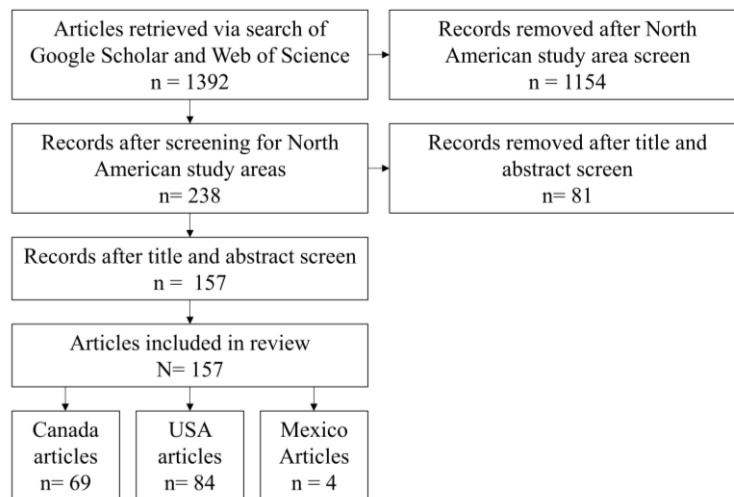 Articles retrieved via search of
Google Scholar and Web of Science
n = 1392
Records removed after North
American study area screen
n = 1154
Records after screening for North
American study areas
n= 238
Records removed after title and
abstract screen
n= 81
Records after title and abstract screen
n = 157
Articles included in review
N= 157
Canada
articles
n= 69
USA
articles
n= 84
Mexico
Articles
n = 4